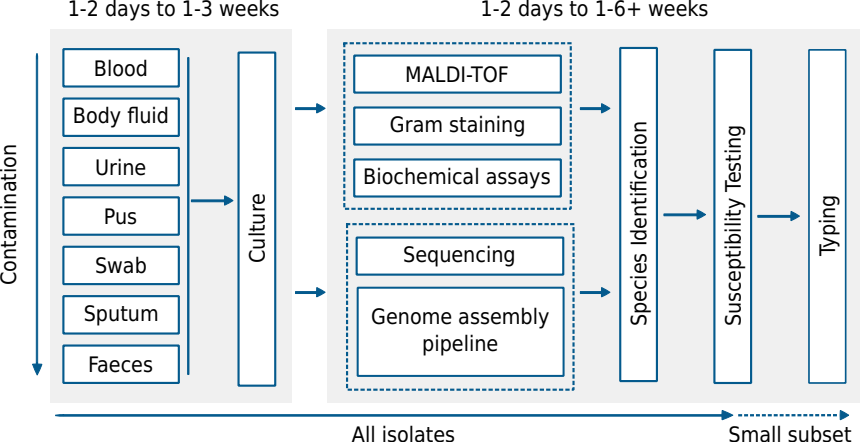 1-2 days to 1-3 weeks
1-2 days to 1-6+ weeks
Contamination
Blood
Body fluid
Urine
Pus
Swab
Sputum
Faeces
Culture
MALDI-TOF
Gram staining
Biochemical assays
Sequencing
Genome assembly
pipeline
Species Identification
Susceptibility Testing
Typing
All isolates
Small subset